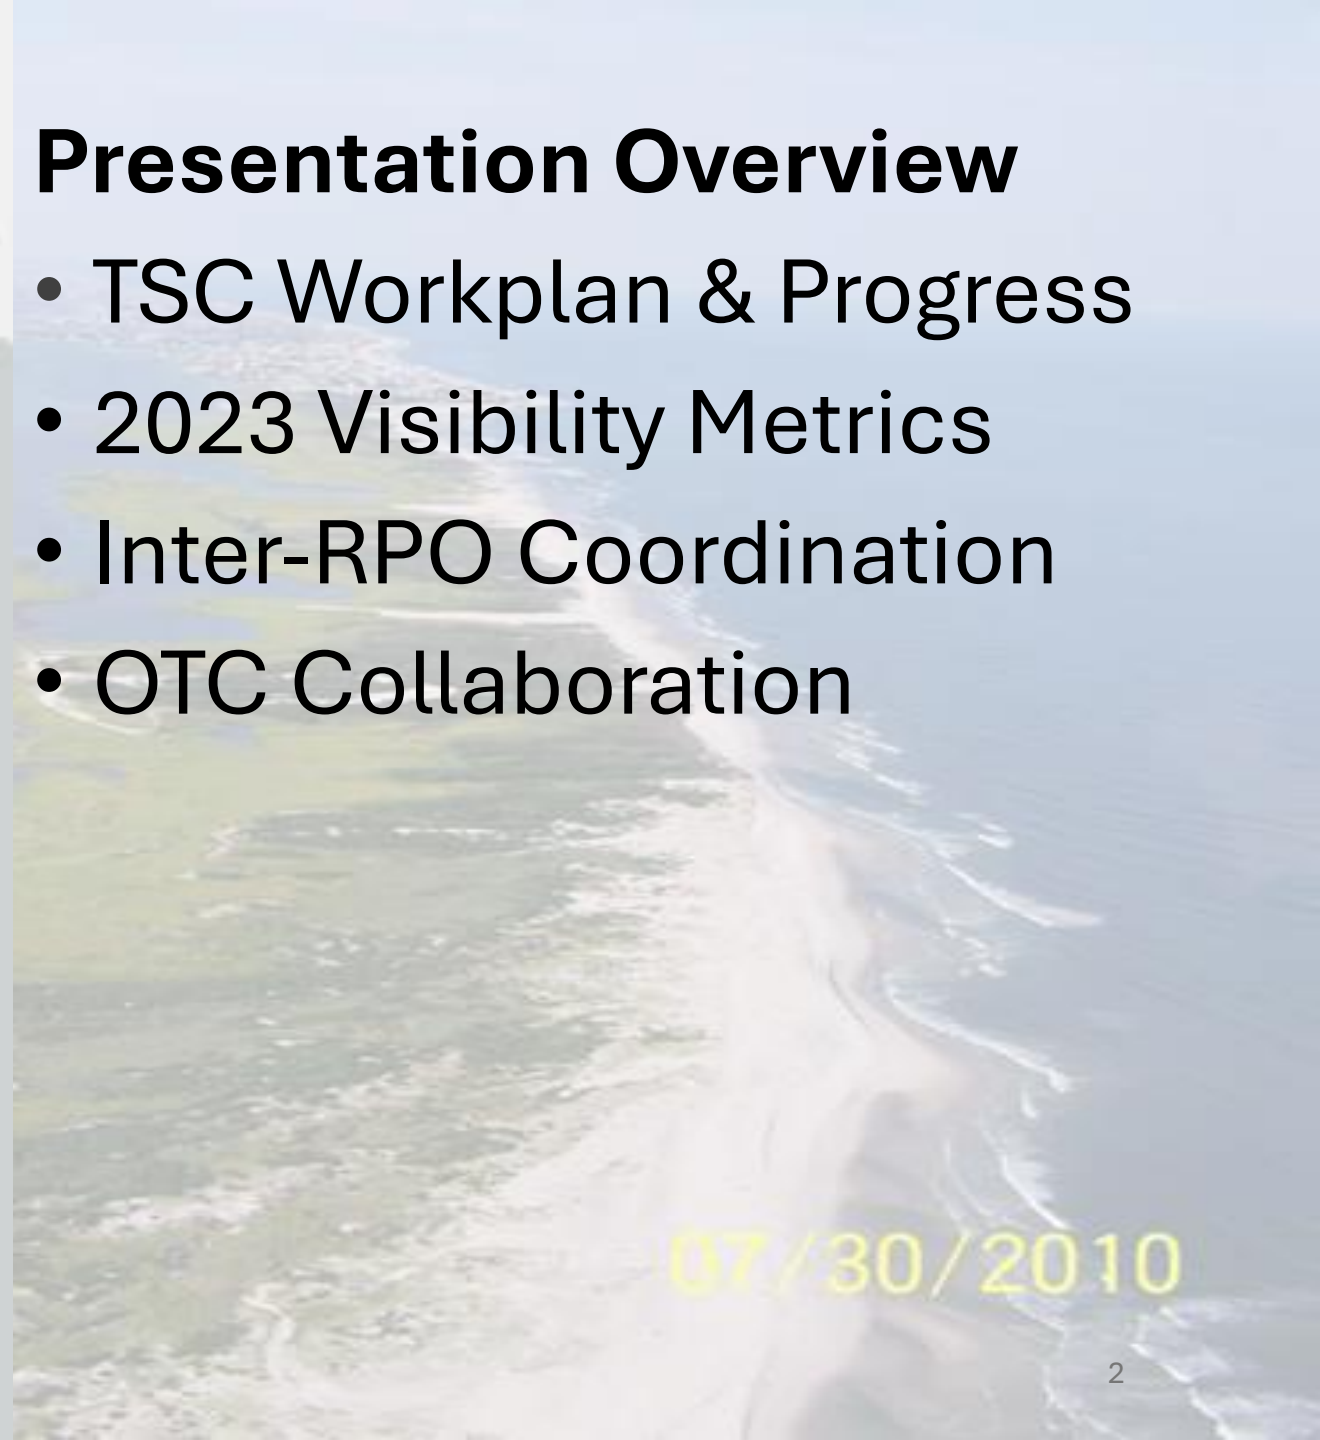 Presentation Overview
• TSC Workplan & Progress
• 2023 Visibility Metrics
• Inter-RPO Coordination
• OTC Collaboration
07/30/2010
2